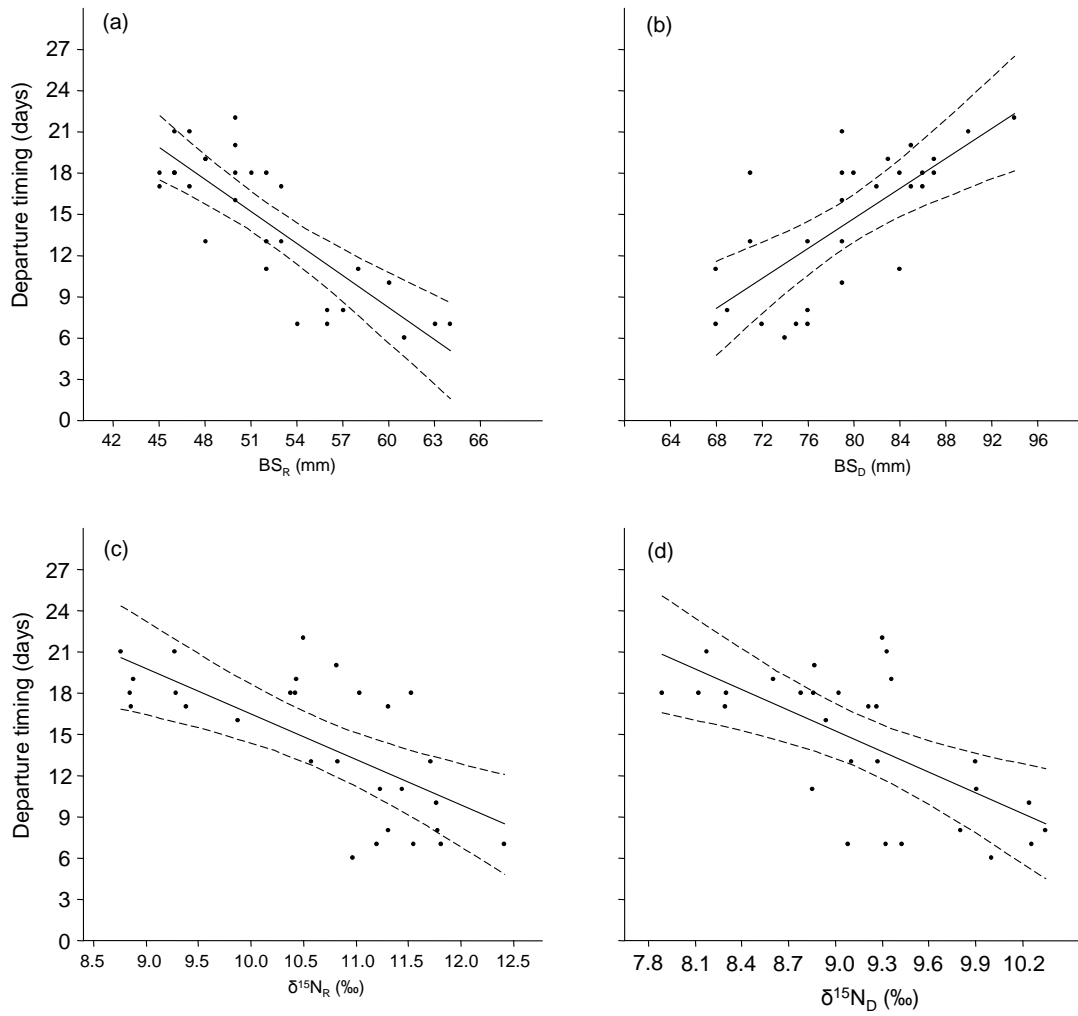 (a)
Departure timing (days)
27
24
21
18
15
12
9
6
3
0
42 45 48 51 54 57 60 63 66
BS_R (mm)
(b)
64 68 72 76 80 84 88 92 96
BS_D (mm)
(c)
Departure timing (days)
27
24
21
18
15
12
9
6
3
0
8.5 9.0 9.5 10.0 10.5 11.0 11.5 12.0 12.5
δ¹⁵N_R (‰)
(d)
7.8 8.1 8.4 8.7 9.0 9.3 9.6 9.9 10.2
δ¹⁵N_D (‰)